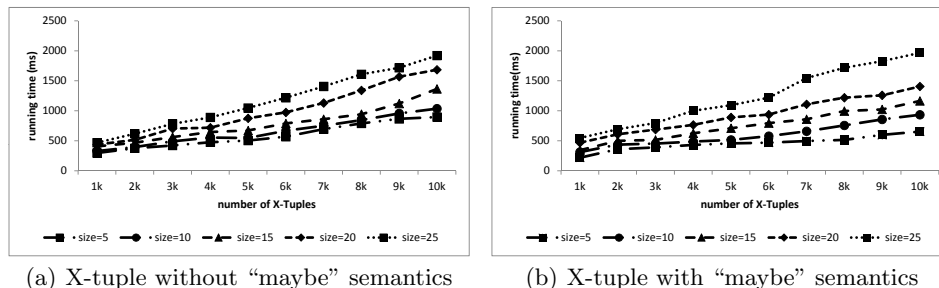 2500
2000
1500
1000
500
0
running time (ms)
1k 2k 3k 4k 5k 6k 7k 8k 9k 10k
number of X-Tuples
size=5 size=10 size=15 size=20 size=25
(a) X-tuple without “maybe” semantics
2500
2000
1500
1000
500
0
running time(ms)
1k 2k 3k 4k 5k 6k 7k 8k 9k 10k
number of X-Tuples
size=5 size=10 size=15 size=20 size=25
(b) X-tuple with “maybe” semantics